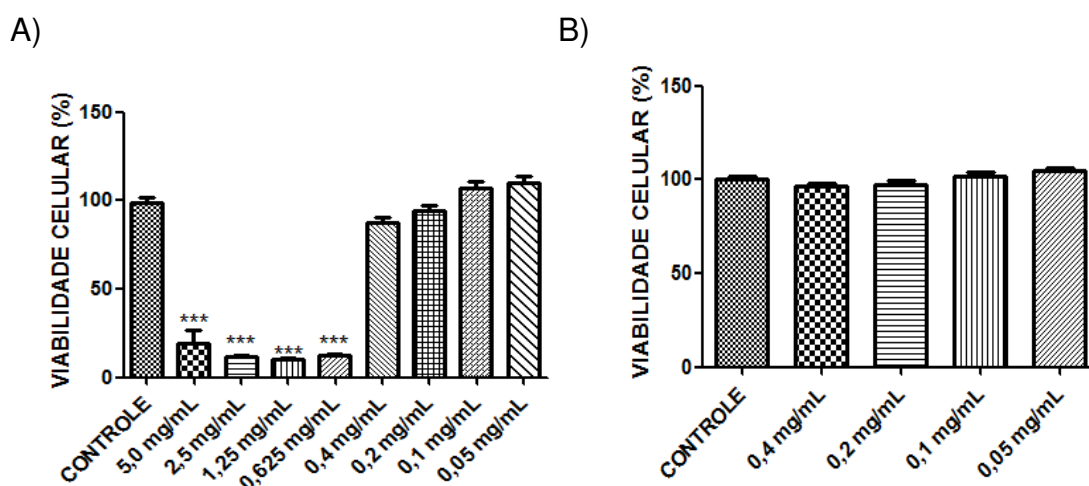 A)
VIABILIDADE CELULAR (%)
150
100
50
0
***
***
***
***
CONTROLE
5,0 mg/mL
2,5 mg/mL
1,25 mg/mL
0,625 mg/mL
0,4 mg/mL
0,2 mg/mL
0,1 mg/mL
0,05 mg/mL
B)
VIABILIDADE CELULAR (%)
150
100
50
0
CONTROLE
0,4 mg/mL
0,2 mg/mL
0,1 mg/mL
0,05 mg/mL